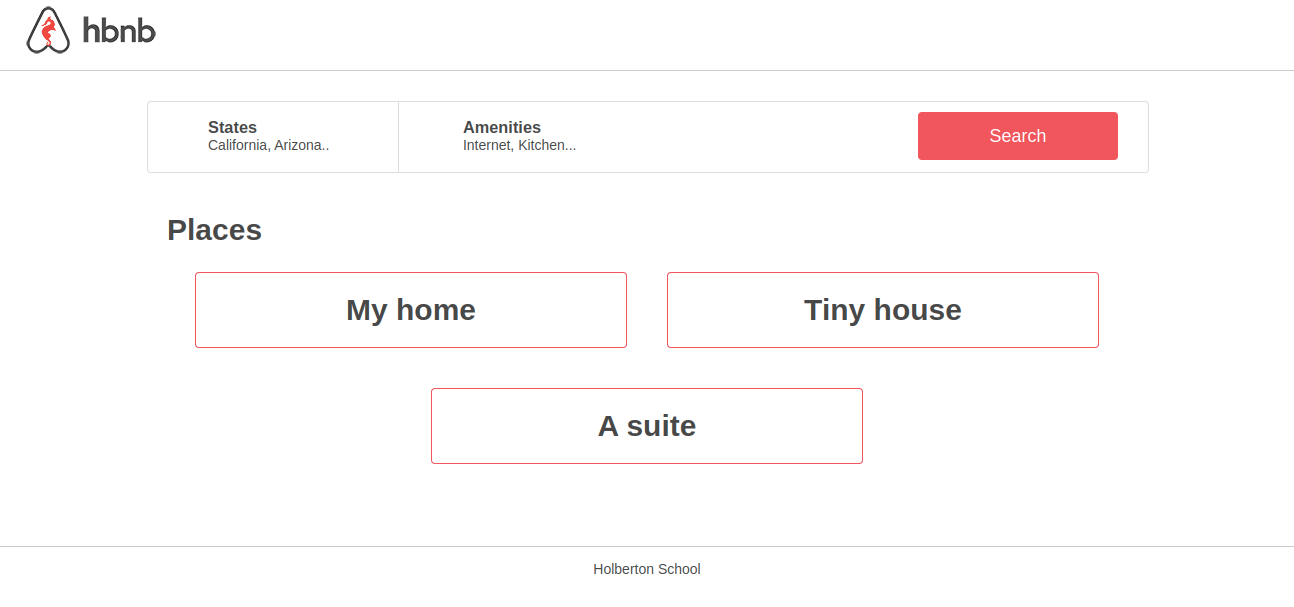 hbnb
States
California, Arizona..
Amenities
Internet, Kitchen...
Search
Places
My home
Tiny house
A suite
Holberton School